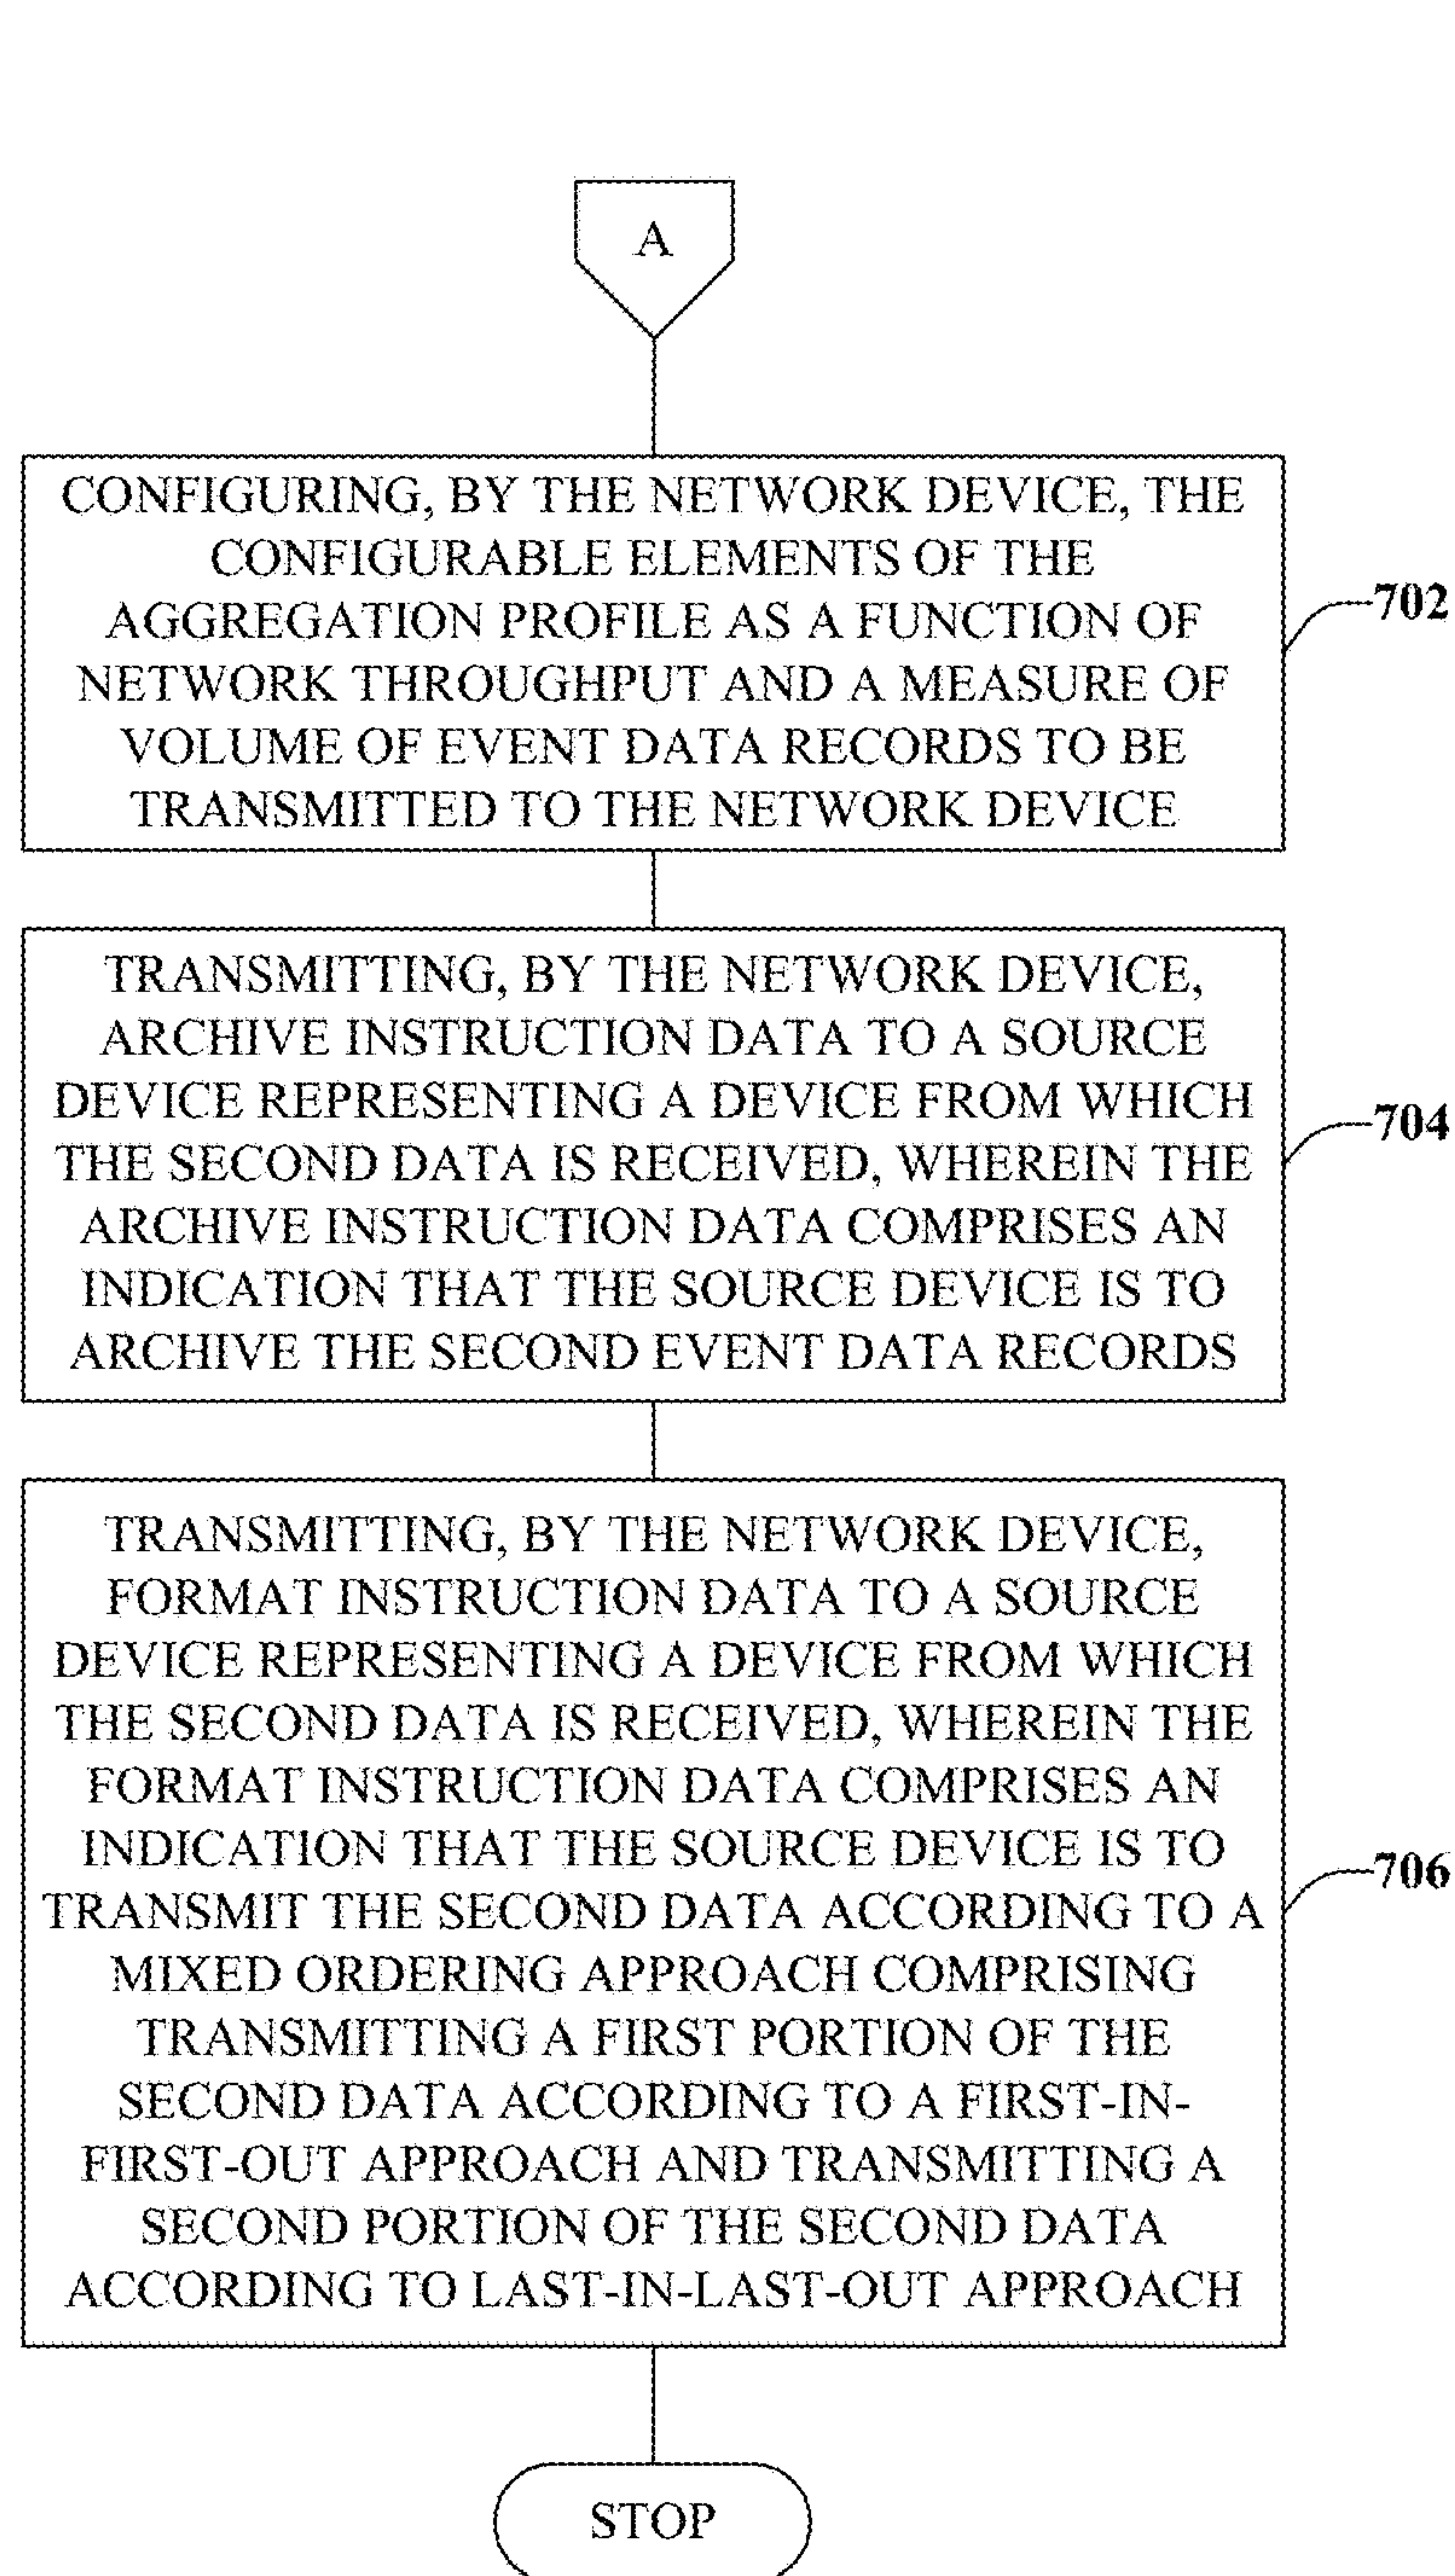 A
CONFIGURING, BY THE NETWORK DEVICE, THE
CONFIGURABLE ELEMENTS OF THE
AGGREGATION PROFILE AS A FUNCTION OF
NETWORK THROUGHPUT AND A MEASURE OF
VOLUME OF EVENT DATA RECORDS TO BE
TRANSMITTED TO THE NETWORK DEVICE
702
TRANSMITTING, BY THE NETWORK DEVICE,
ARCHIVE INSTRUCTION DATA TO A SOURCE
DEVICE REPRESENTING A DEVICE FROM WHICH
THE SECOND DATA IS RECEIVED, WHEREIN THE
ARCHIVE INSTRUCTION DATA COMPRISES AN
INDICATION THAT THE SOURCE DEVICE IS TO
ARCHIVE THE SECOND EVENT DATA RECORDS
704
TRANSMITTING, BY THE NETWORK DEVICE,
FORMAT INSTRUCTION DATA TO A SOURCE
DEVICE REPRESENTING A DEVICE FROM WHICH
THE SECOND DATA IS RECEIVED, WHEREIN THE
FORMAT INSTRUCTION DATA COMPRISES AN
INDICATION THAT THE SOURCE DEVICE IS TO
TRANSMIT THE SECOND DATA ACCORDING TO A
MIXED ORDERING APPROACH COMPRISING
TRANSMITTING A FIRST PORTION OF THE
SECOND DATA ACCORDING TO A FIRST-IN-
FIRST-OUT APPROACH AND TRANSMITTING A
SECOND PORTION OF THE SECOND DATA
ACCORDING TO LAST-IN-LAST-OUT APPROACH
706
STOP